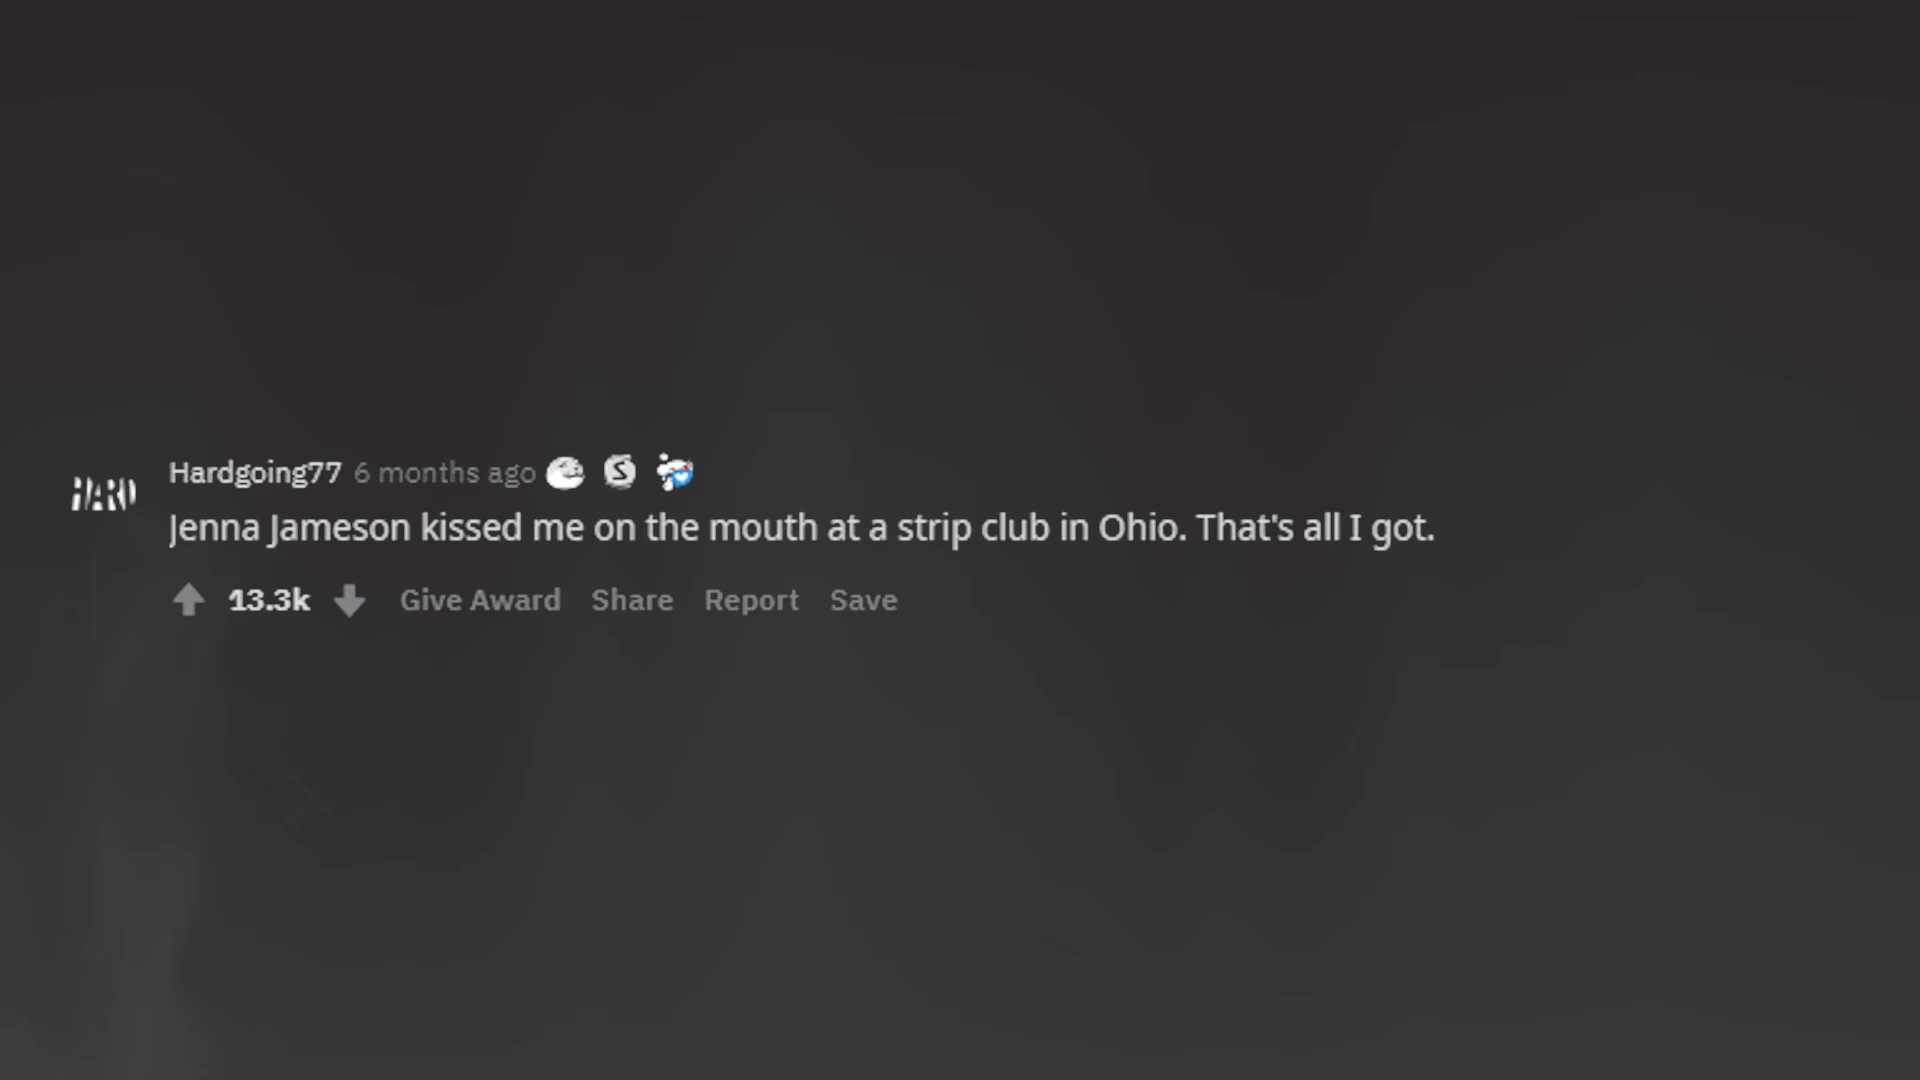 HARD
Hardgoing77 6 months ago
Jenna Jameson kissed me on the mouth at a strip club in Ohio. That's all I got.
13.3k Give Award Share Report Save